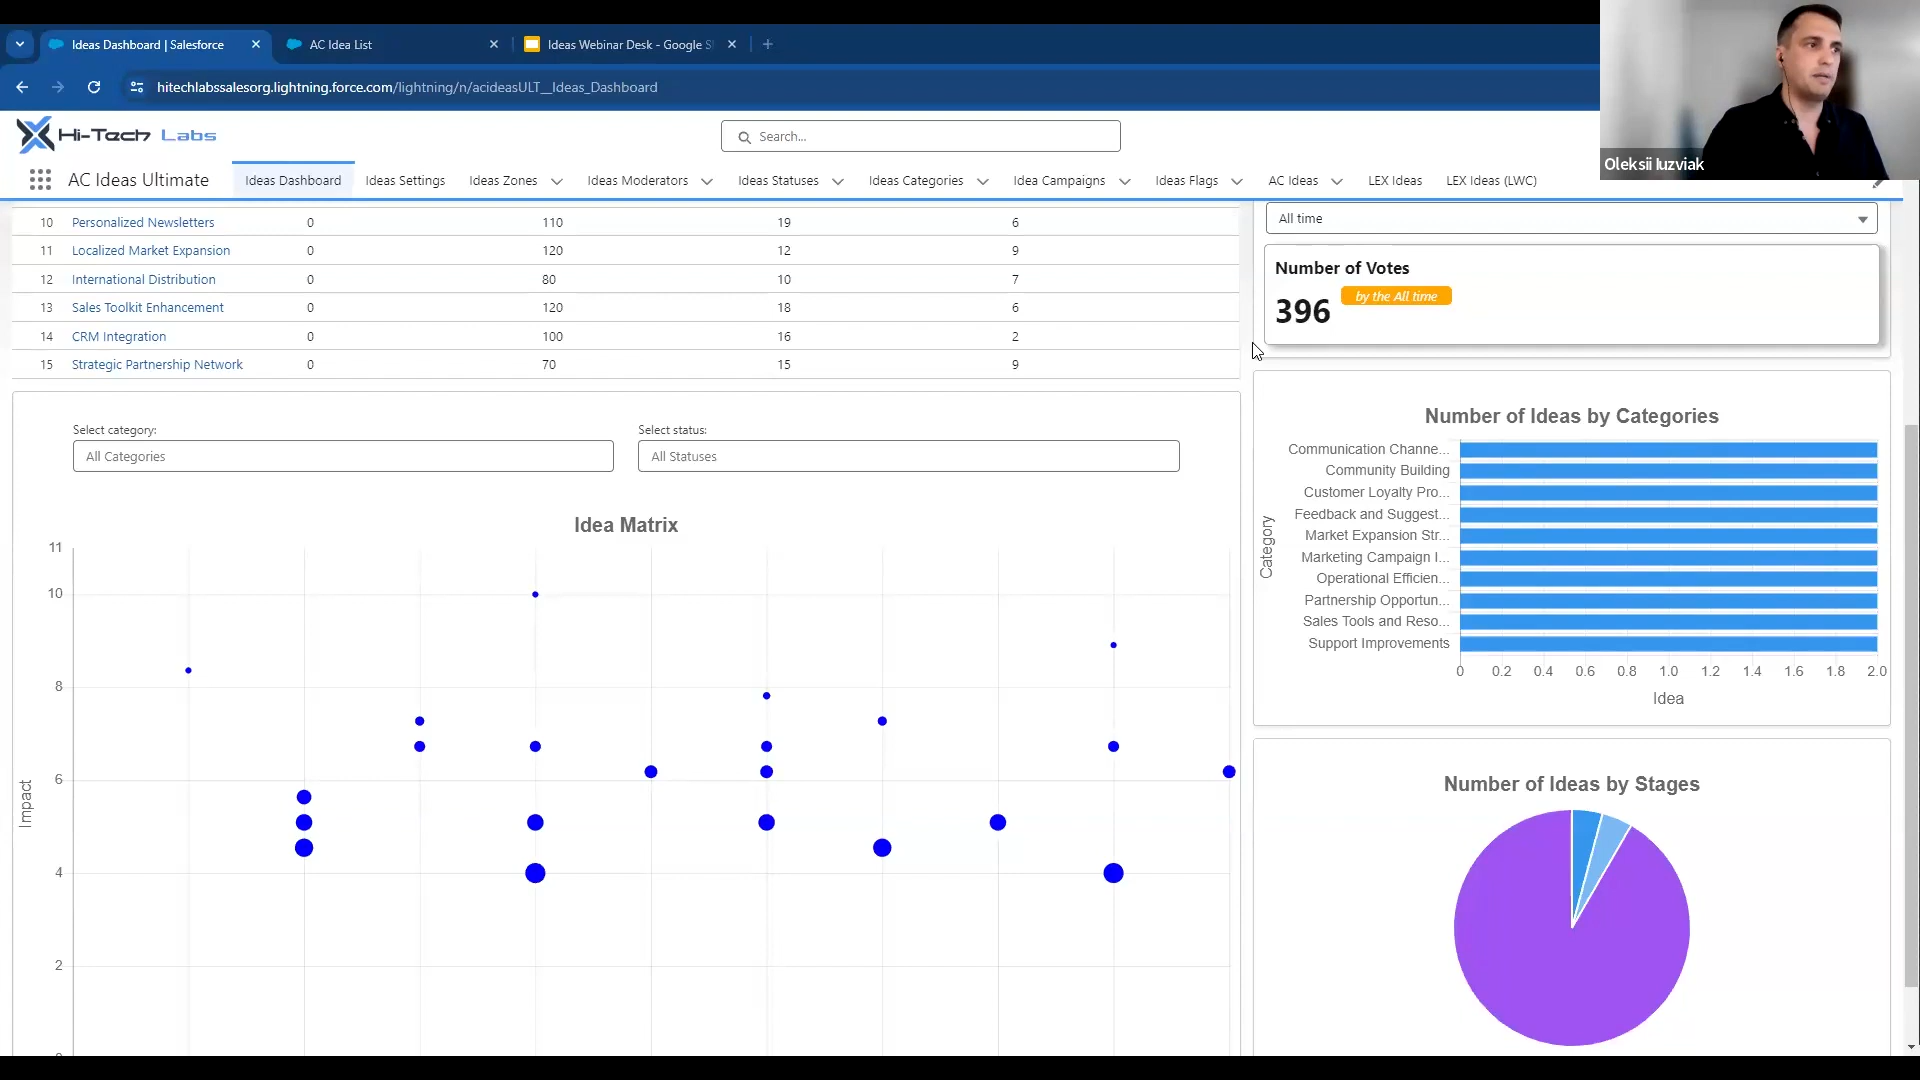 Ideas Dashboard | Salesforce
AC Idea List
Ideas Webinar Desk - Google S
hitechlabssalesorg.lightning.force.com/lightning/n/acideasULT__Ideas_Dashboard
Oleksii Iuzviak
Hi-Tech Labs
Search...
AC Ideas Ultimate
Ideas Dashboard
Ideas Settings
Ideas Zones
Ideas Moderators
Ideas Statuses
Ideas Categories
Idea Campaigns
Ideas Flags
AC Ideas
LEX Ideas
LEX Ideas (LWC)
10 Personalized Newsletters 0 110 19 6
11 Localized Market Expansion 0 120 12 9
12 International Distribution 0 80 10 7
13 Sales Toolkit Enhancement 0 120 18 6
14 CRM Integration 0 100 16 2
15 Strategic Partnership Network 0 70 15 9
All time
Number of Votes
396 by the All time
Select category:
All Categories
Select status:
All Statuses
Idea Matrix
11
10
8
6
4
2
Impact
Number of Ideas by Categories
Category
Communication Channe...
Community Building
Customer Loyalty Pro...
Feedback and Suggest...
Market Expansion Str...
Marketing Campaign I...
Operational Efficien...
Partnership Opportun...
Sales Tools and Reso...
Support Improvements
0 0.2 0.4 0.6 0.8 1.0 1.2 1.4 1.6 1.8 2.0
Idea
Number of Ideas by Stages